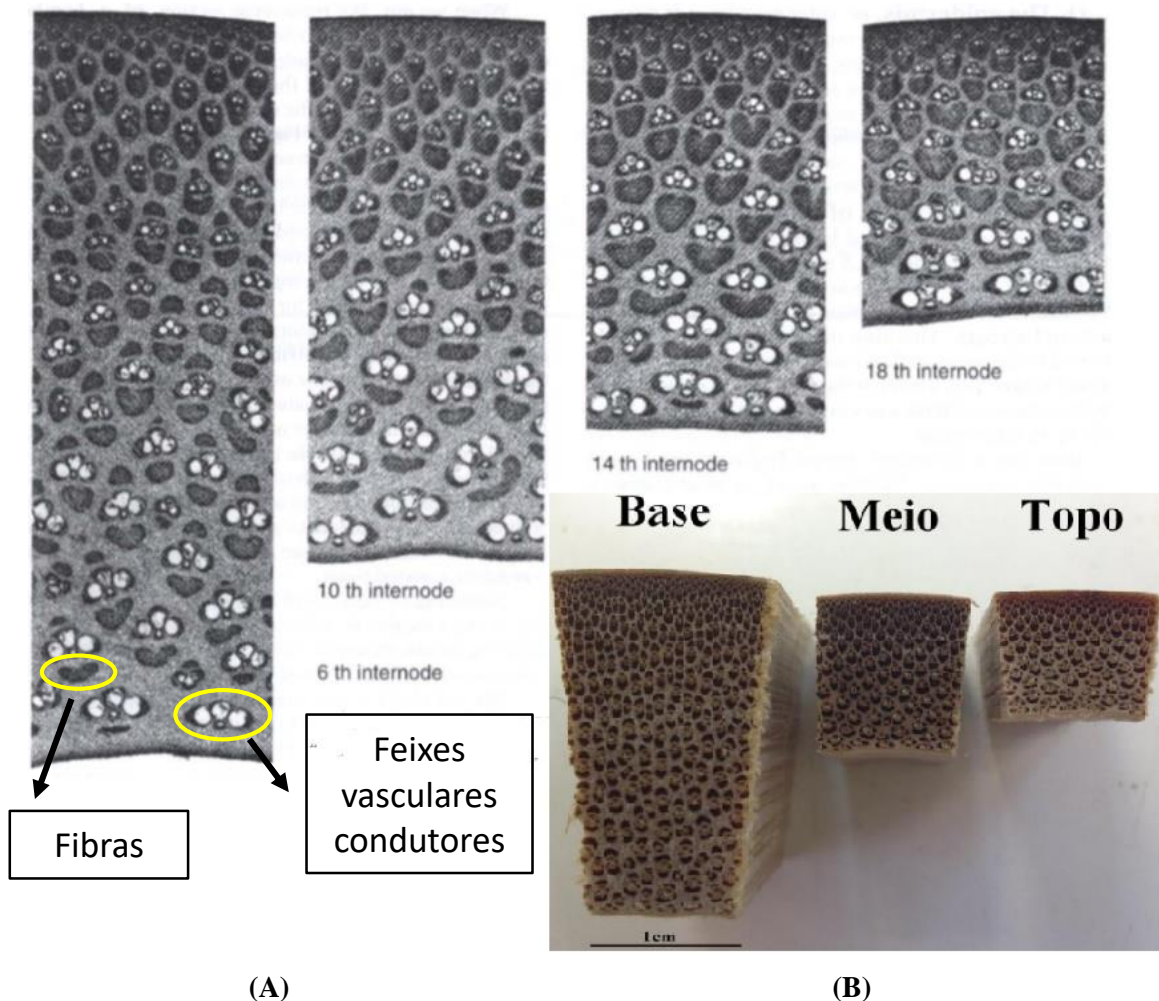 18 th internode
14 th internode
10 th internode
6 th internode
Base
Meio
Topo
Fibras
Feixes
vasculares
condutores
1cm
(A)
(B)